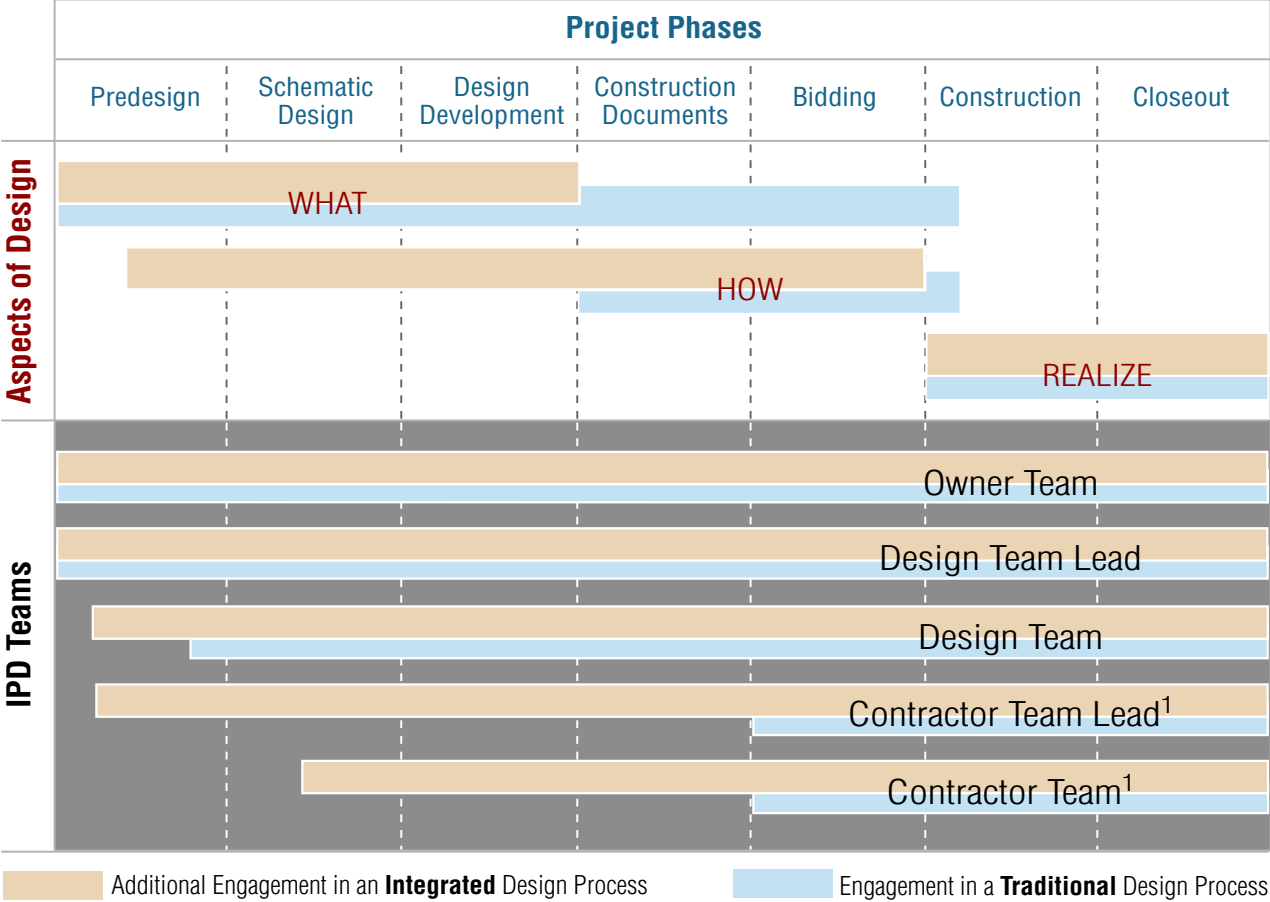 Project Phases
Predesign
Schematic
Design
Design
Development
Construction
Documents
Bidding
Construction
Closeout
Aspects of Design
WHAT
HOW
REALIZE
IPD Teams
Owner Team
Design Team Lead
Design Team
Contractor Team Lead¹
Contractor Team¹
Additional Engagement in an Integrated Design Process
Engagement in a Traditional Design Process